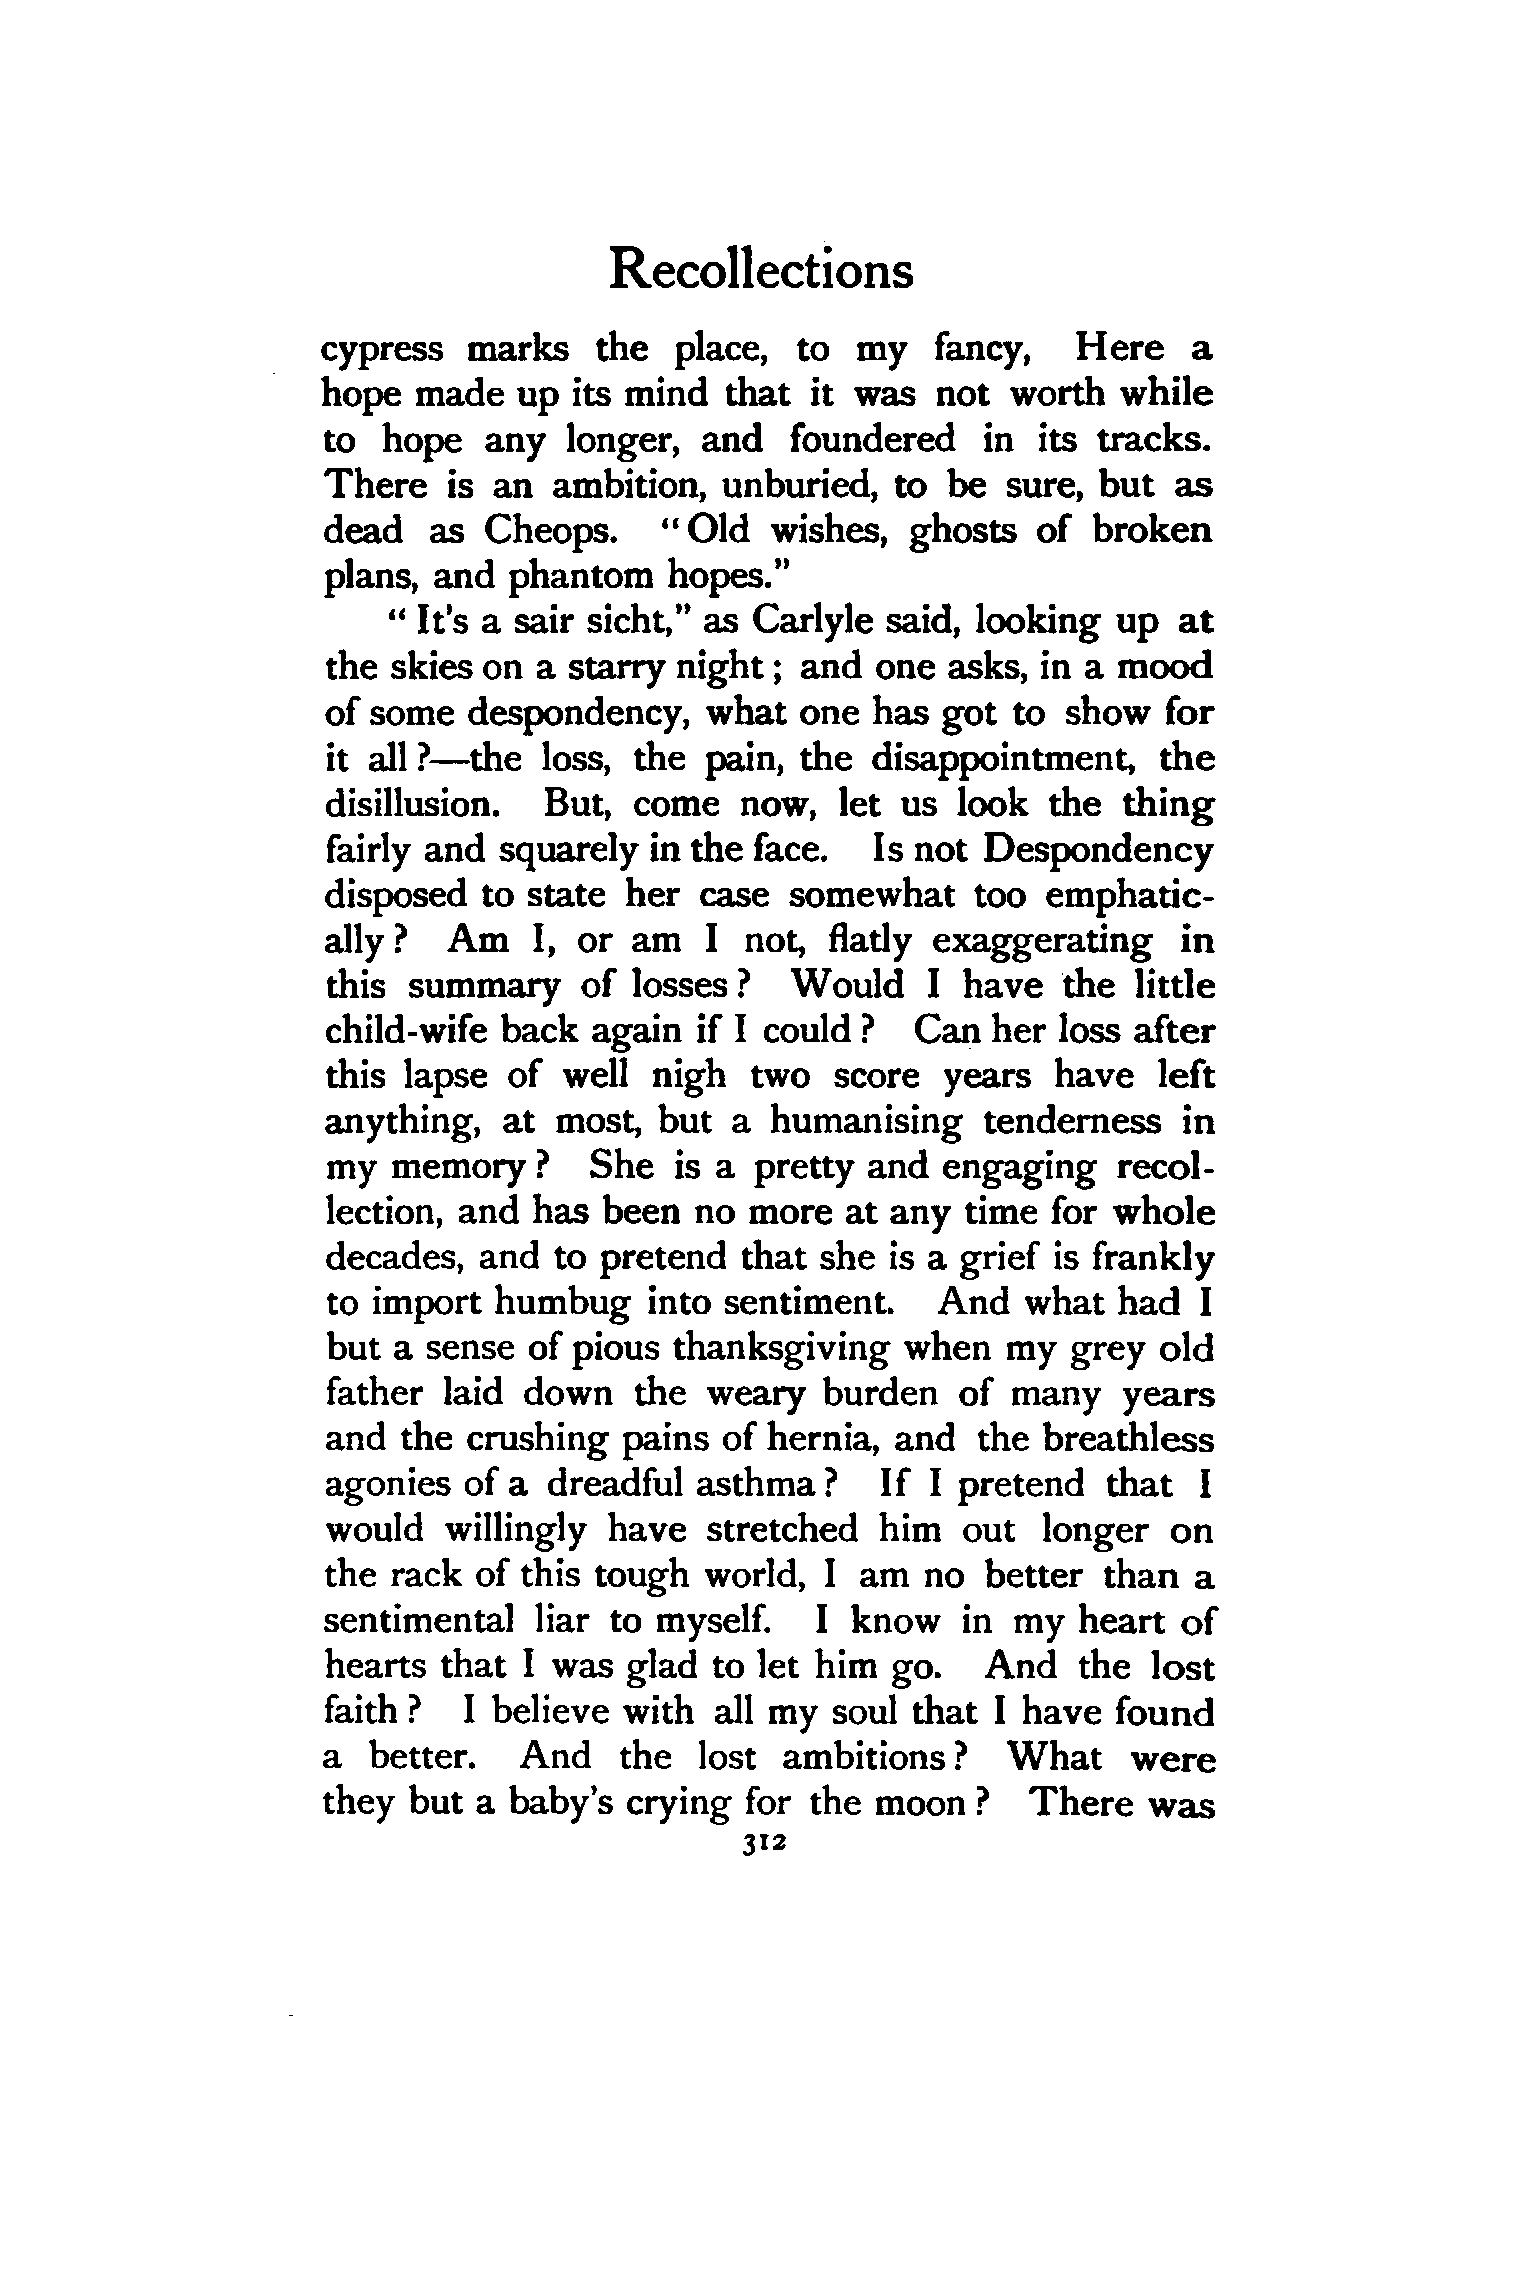 Recollections
cypress marks the place, to my fancy, Here a
hope made up its mind that it was not worth while
to hope any longer, and foundered in its tracks.
There is an ambition, unburied, to be sure, but as
dead as Cheops. "Old wishes, ghosts of broken
plans, and phantom hopes."
"It's a sair sicht," as Carlyle said, looking up at
the skies on a starry night; and one asks, in a mood
of some despondency, what one has got to show for
it all?—the loss, the pain, the disappointment, the
disillusion. But, come now, let us look the thing
fairly and squarely in the face. Is not Despondency
disposed to state her case somewhat too emphatic-
ally? Am I, or am I not, flatly exaggerating in
this summary of losses? Would I have the little
child-wife back again if I could? Can her loss after
this lapse of well nigh two score years have left
anything, at most, but a humanising tenderness in
my memory? She is a pretty and engaging recol-
lection, and has been no more at any time for whole
decades, and to pretend that she is a grief is frankly
to import humbug into sentiment. And what had I
but a sense of pious thanksgiving when my grey old
father laid down the weary burden of many years
and the crushing pains of hernia, and the breathless
agonies of a dreadful asthma? If I pretend that I
would willingly have stretched him out longer on
the rack of this tough world, I am no better than a
sentimental liar to myself. I know in my heart of
hearts that I was glad to let him go. And the lost
faith? I believe with all my soul that I have found
a better. And the lost ambitions? What were
they but a baby's crying for the moon? There was
312